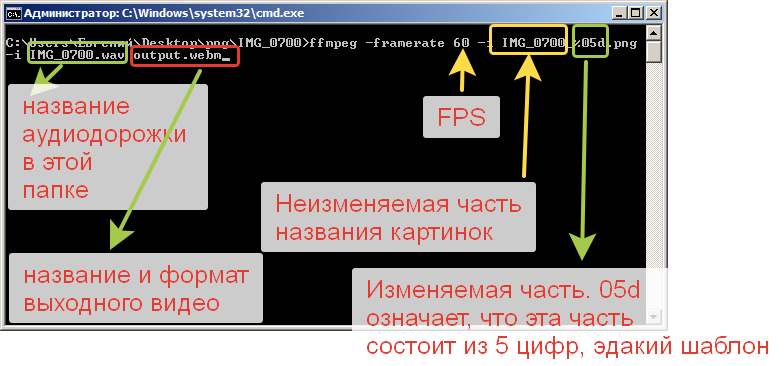 Администратор: C:\Windows\system32\cmd.exe
C:\Users\Евгений\Desktop\png\IMG_0700>ffmpeg -framerate 60 -i IMG_0700_%05d.png
-i IMG_0700.wav output.webm_
название
аудиодорожки
в этой
папке
FPS
Неизменяемая часть
названия картинок
название и формат
выходного видео
Изменяемая часть. 05d
означает, что эта часть
состоит из 5 цифр, эдакий шаблон